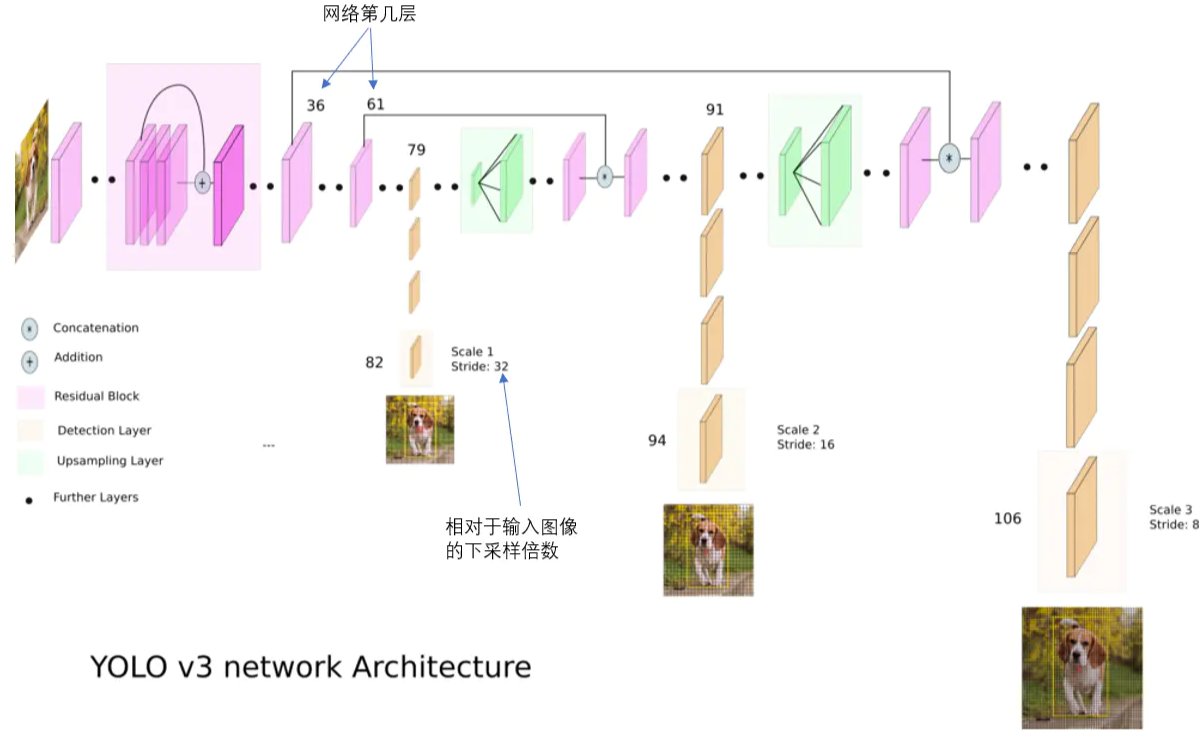 网络第几层
36
61
91
79
Concatenation
Addition
Residual Block
Detection Layer
Upsampling Layer
Further Layers
---
82
Scale 1
Stride: 32
94
Scale 2
Stride: 16
106
Scale 3
Stride: 8
相对于输入图像
的下采样倍数
YOLO v3 network Architecture